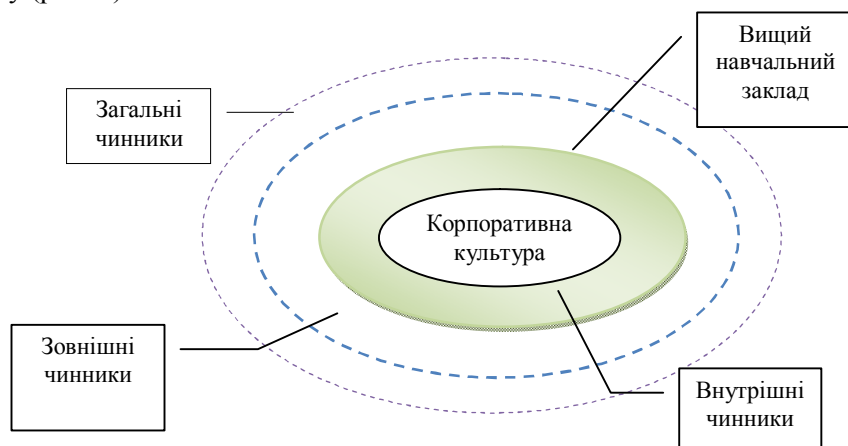 Вищий
навчальний
заклад
Загальні
чинники
Корпоративна
культура
Зовнішні
чинники
Внутрішні
чинники